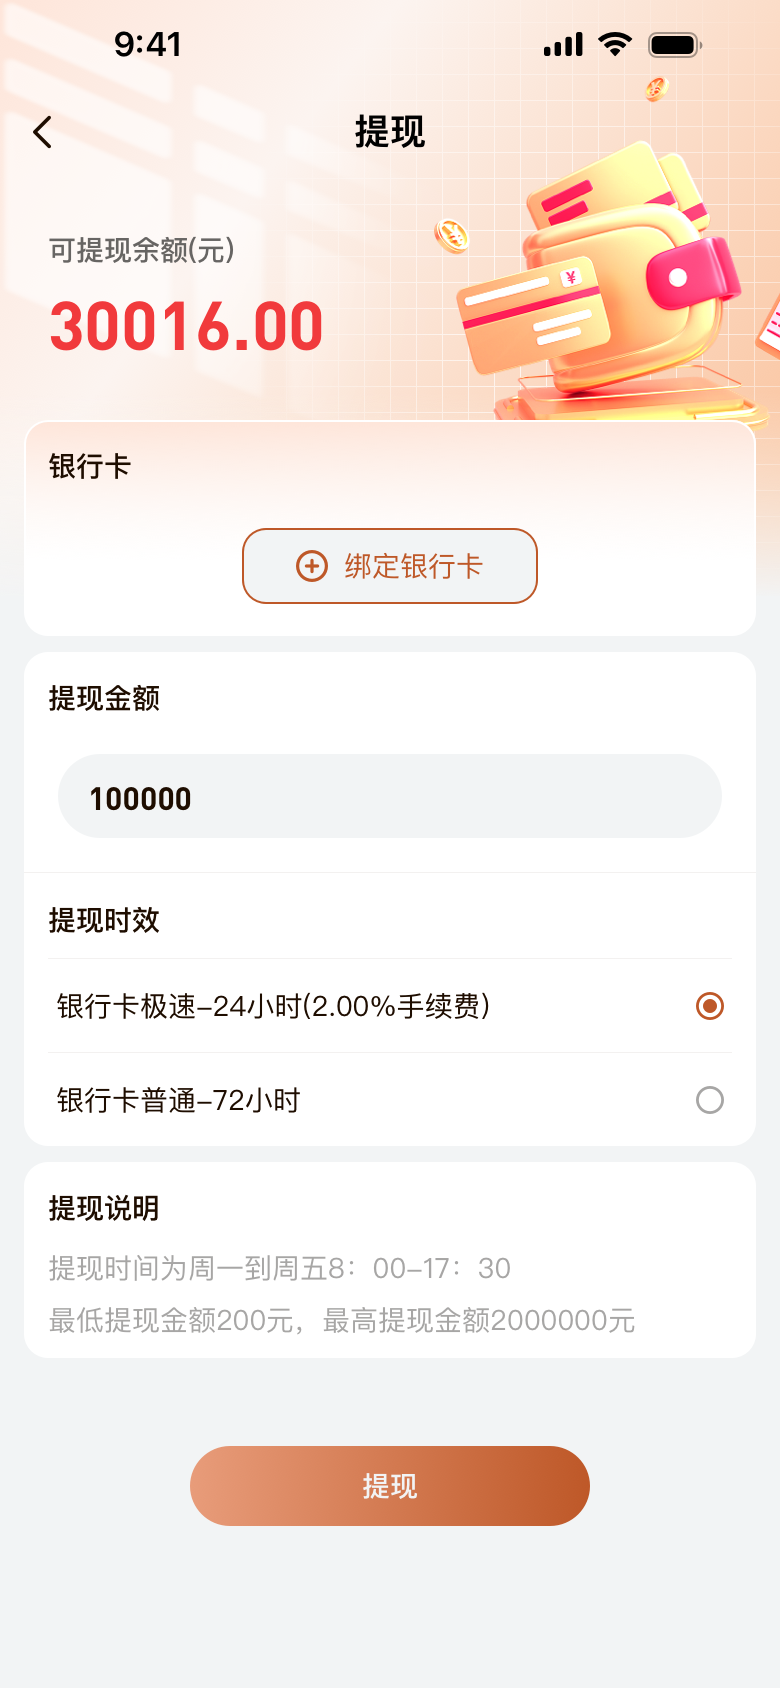 9:41
提现
可提现余额(元)
30016.00
¥
银行卡
绑定银行卡
提现金额
100000
提现时效
银行卡极速–24小时(2.00%手续费)
银行卡普通–72小时
提现说明
提现时间为周一到周五8：00–17：30
最低提现金额200元，最高提现金额2000000元
提现